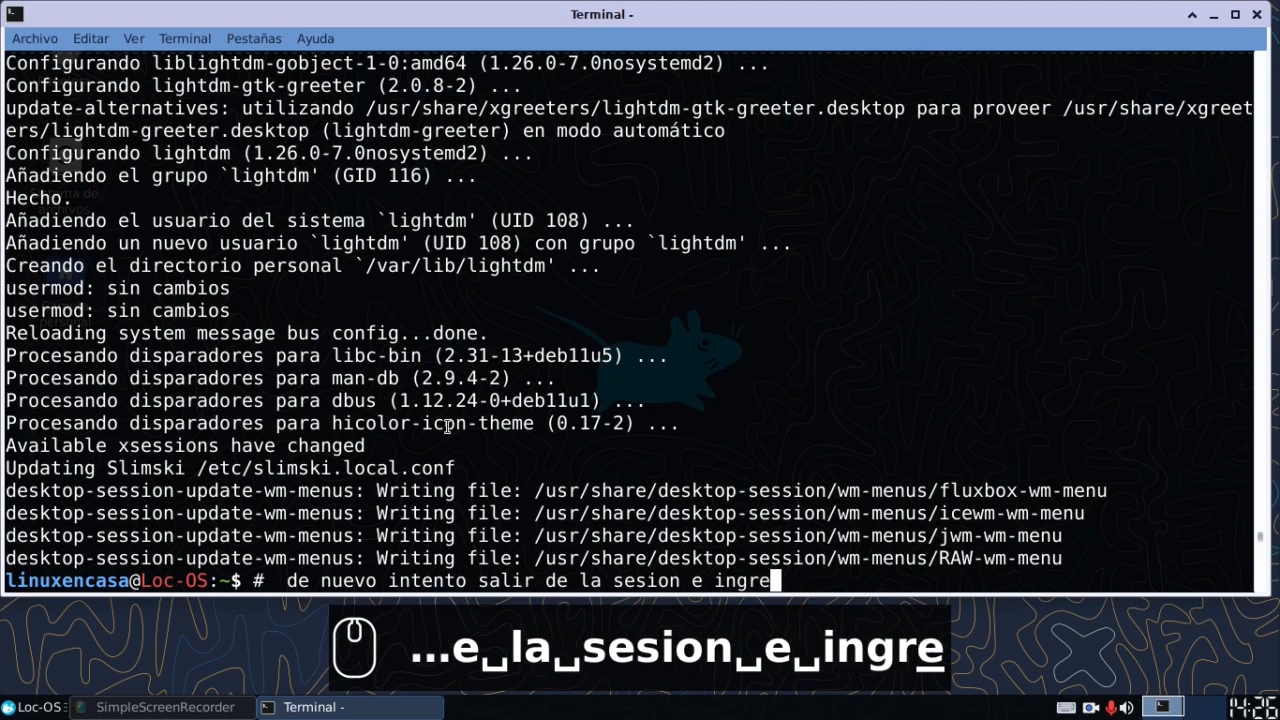 Terminal -
Archivo Editar Ver Terminal Pestañas Ayuda
Configurando liblightdm-gobject-1-0:amd64 (1.26.0-7.0nosystemd2) ...
Configurando lightdm-gtk-greeter (2.0.8-2) ...
update-alternatives: utilizando /usr/share/xgreeters/lightdm-gtk-greeter.desktop para proveer /usr/share/xgreet
ers/lightdm-greeter.desktop (lightdm-greeter) en modo automático
Configurando lightdm (1.26.0-7.0nosystemd2) ...
Añadiendo el grupo `lightdm' (GID 116) ...
Hecho.
Añadiendo el usuario del sistema `lightdm' (UID 108) ...
Añadiendo un nuevo usuario `lightdm' (UID 108) con grupo `lightdm' ...
Creando el directorio personal `/var/lib/lightdm' ...
usermod: sin cambios
usermod: sin cambios
Reloading system message bus config...done.
Procesando disparadores para libc-bin (2.31-13+deb11u5) ...
Procesando disparadores para man-db (2.9.4-2) ...
Procesando disparadores para dbus (1.12.24-0+deb11u1) ...
Procesando disparadores para hicolor-icon-theme (0.17-2) ...
Available xsessions have changed
Updating Slimski /etc/slimski.local.conf
desktop-session-update-wm-menus: Writing file: /usr/share/desktop-session/wm-menus/fluxbox-wm-menu
desktop-session-update-wm-menus: Writing file: /usr/share/desktop-session/wm-menus/icewm-wm-menu
desktop-session-update-wm-menus: Writing file: /usr/share/desktop-session/wm-menus/jwm-wm-menu
desktop-session-update-wm-menus: Writing file: /usr/share/desktop-session/wm-menus/RAW-wm-menu
linuxencasa@Loc-OS:~$ #  de nuevo intento salir de la sesion e ingre
...e␣la␣sesion␣e␣ingre
Loc-OS SimpleScreenRecorder Terminal - 14:26